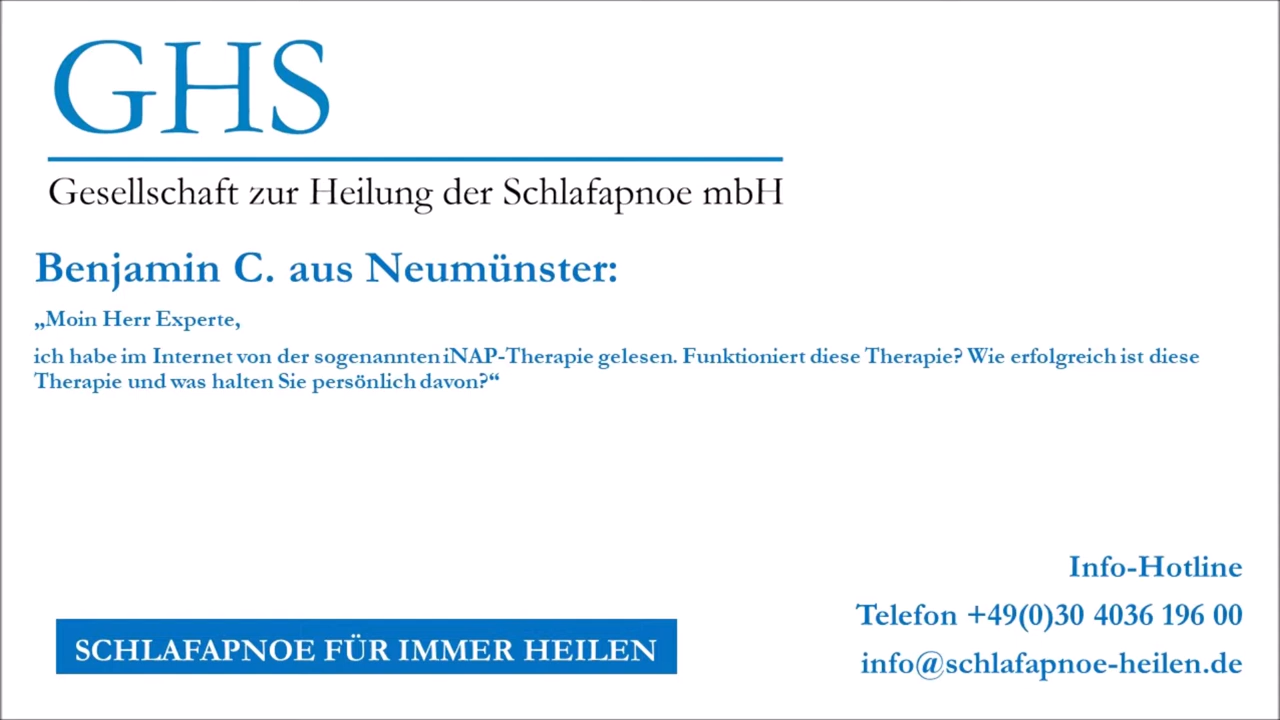 GHS
Gesellschaft zur Heilung der Schlafapnoe mbH
Benjamin C. aus Neumünster:
„Moin Herr Experte,
ich habe im Internet von der sogenannten iNAP-Therapie gelesen. Funktioniert diese Therapie? Wie erfolgreich ist diese
Therapie und was halten Sie persönlich davon?“
Info-Hotline
Telefon +49(0)30 4036 196 00
SCHLAFAPNOE FÜR IMMER HEILEN
info@schlafapnoe-heilen.de